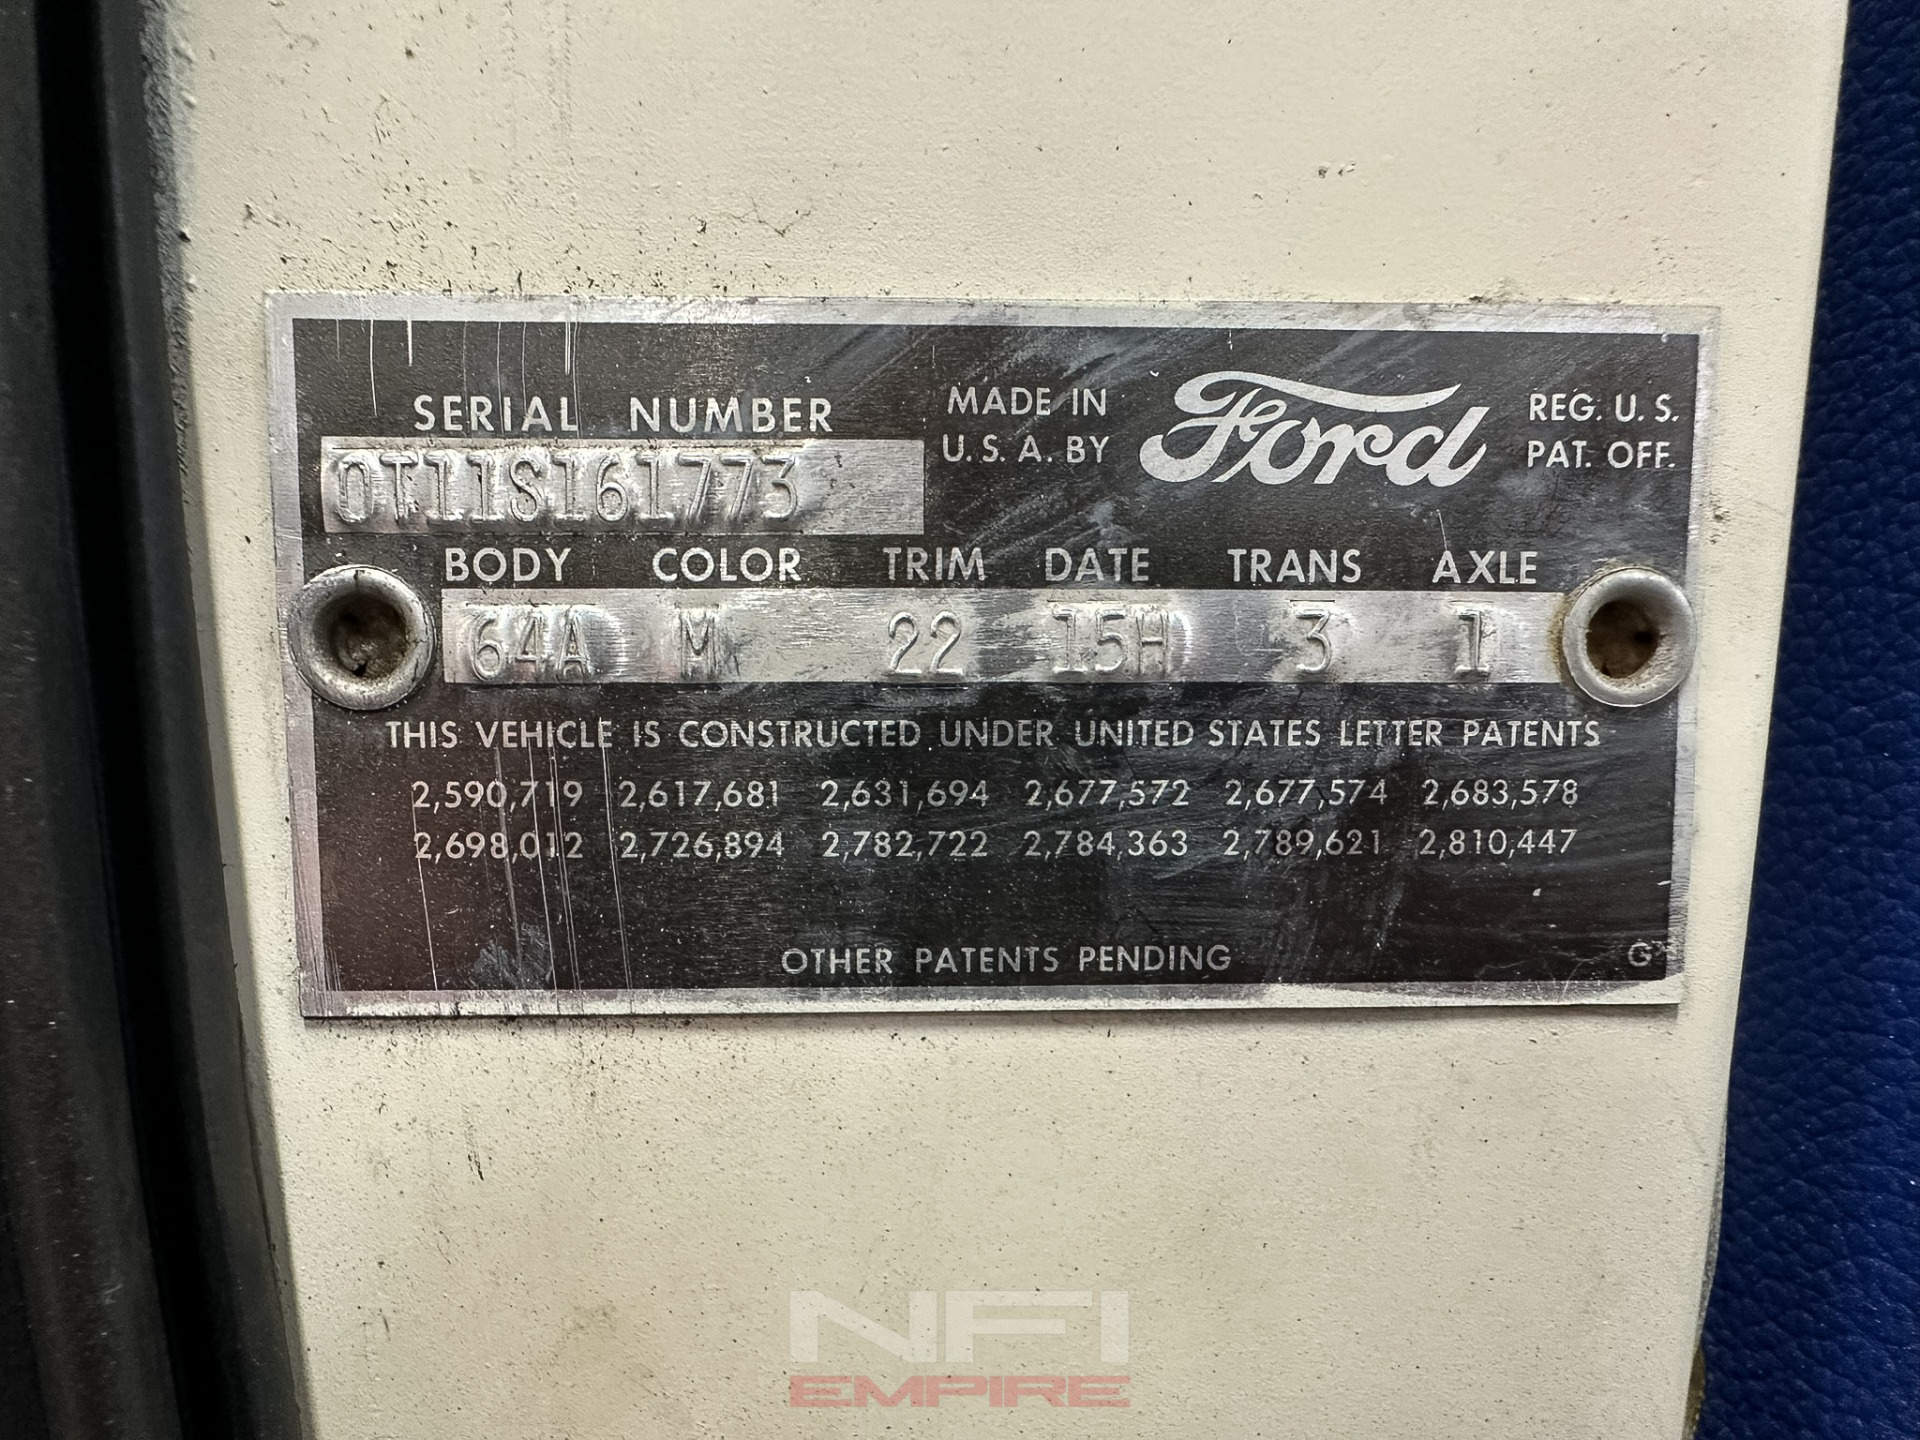 SERIAL NUMBER
MADE IN
U.S.A. BY
Ford
REG. U. S.
PAT. OFF.
0T11S161773
BODY COLOR TRIM DATE TRANS AXLE
64A M 22 15H 3 1
THIS VEHICLE IS CONSTRUCTED UNDER UNITED STATES LETTER PATENTS
2,590,719 2,617,681 2,631,694 2,677,572 2,677,574 2,683,578
2,698,012 2,726,894 2,782,722 2,784,363 2,789,621 2,810,447
OTHER PATENTS PENDING
G
NFI
EMPIRE